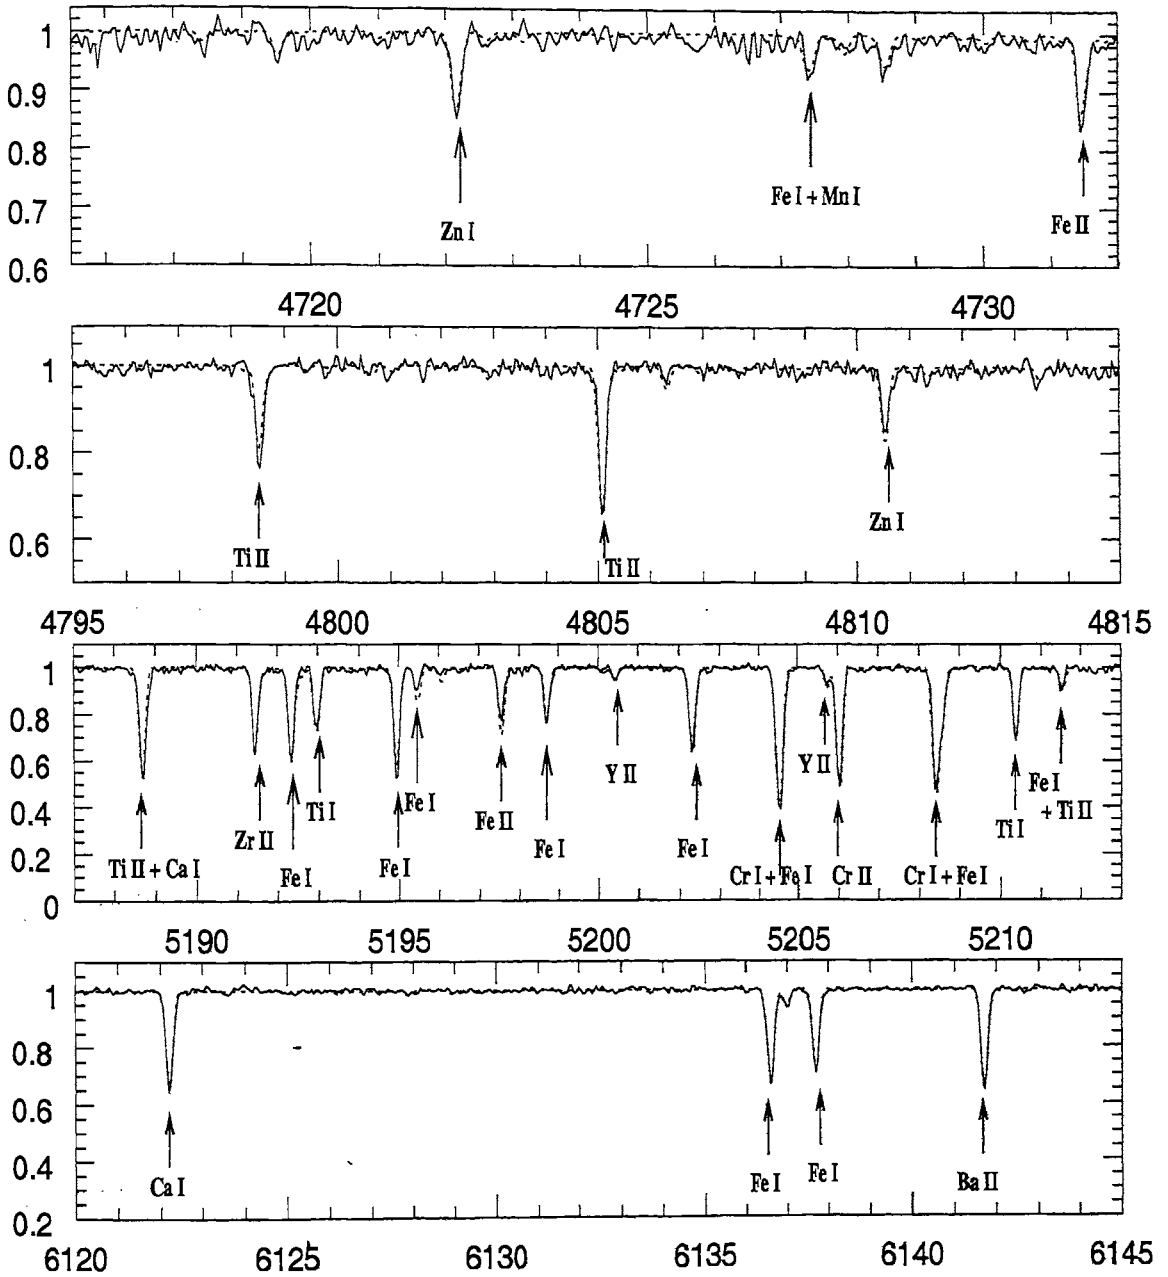 1
0.9
Fe I + Mn I
0.8
Zn I
Fe II
0.7
0.6
4720
4725
4730
1
0.8
Zn I
0.6
Ti II
Ti II
4795
4800
4805
4810
4815
1
0.8
Y II
Y II
Fe I
Ti I
Fe I
+ Ti II
0.6
Fe II
Ti I
Zr II
Fe I
Fe I
0.4
Ti II + Ca I
Fe I
Fe I
Cr I + Fe I
Cr II
Cr I + Fe I
0.2
0
5190
5195
5200
5205
5210
1
0.8
0.6
0.4
Ca I
Fe I
Fe I
Ba II
0.2
6120
6125
6130
6135
6140
6145